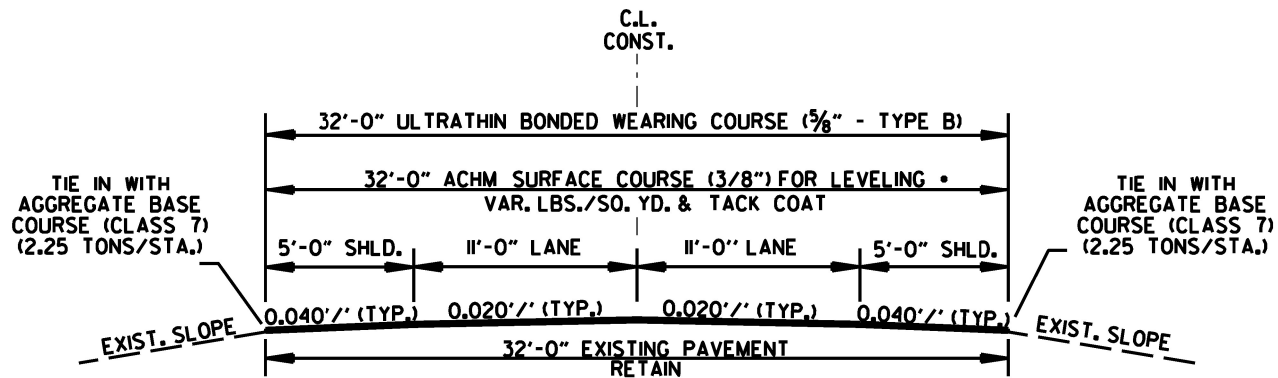 C.L.
CONST.
32'-0" ULTRATHIN BONDED WEARING COURSE (5/8" - TYPE B)
32'-0" ACHM SURFACE COURSE (3/8") FOR LEVELING •
VAR. LBS./SQ. YD. & TACK COAT
TIE IN WITH
AGGREGATE BASE
COURSE (CLASS 7)
(2.25 TONS/STA.)
TIE IN WITH
AGGREGATE BASE
COURSE (CLASS 7)
(2.25 TONS/STA.)
5'-0" SHLD.
11'-0" LANE
11'-0'' LANE
5'-0" SHLD.
0.040'/' (TYP.)
0.020'/' (TYP.)
0.020'/' (TYP.)
0.040'/' (TYP.)
EXIST. SLOPE
EXIST. SLOPE
32'-0" EXISTING PAVEMENT
RETAIN